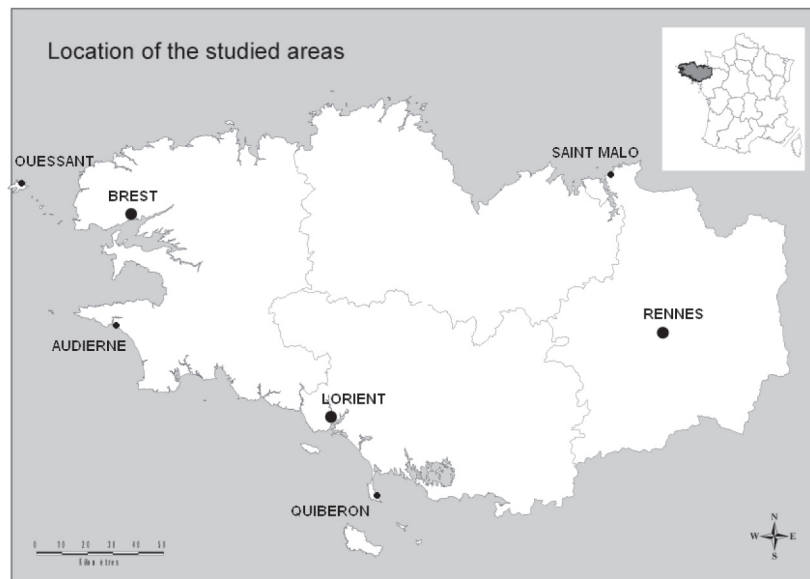 Location of the studied areas
OUESSANT
BREST
SAINT MALO
RENNES
AUDIERNE
LORIENT
QUIBERON
0 10 20 30 40 50
Kilomètres
N
W E
S